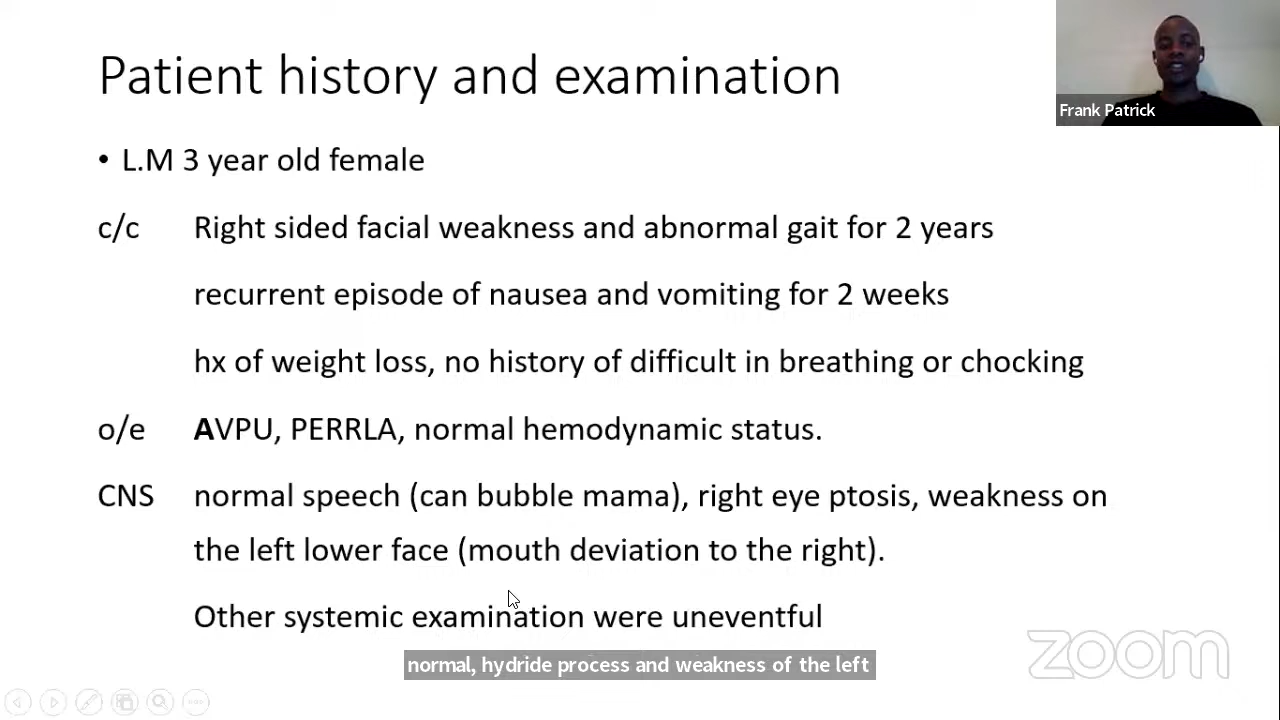 Patient history and examination
Frank Patrick
• L.M 3 year old female
c/c Right sided facial weakness and abnormal gait for 2 years
recurrent episode of nausea and vomiting for 2 weeks
hx of weight loss, no history of difficult in breathing or chocking
o/e AVPU, PERRLA, normal hemodynamic status.
CNS normal speech (can bubble mama), right eye ptosis, weakness on
the left lower face (mouth deviation to the right).
Other systemic examination were uneventful
normal, hydride process and weakness of the left
zoom